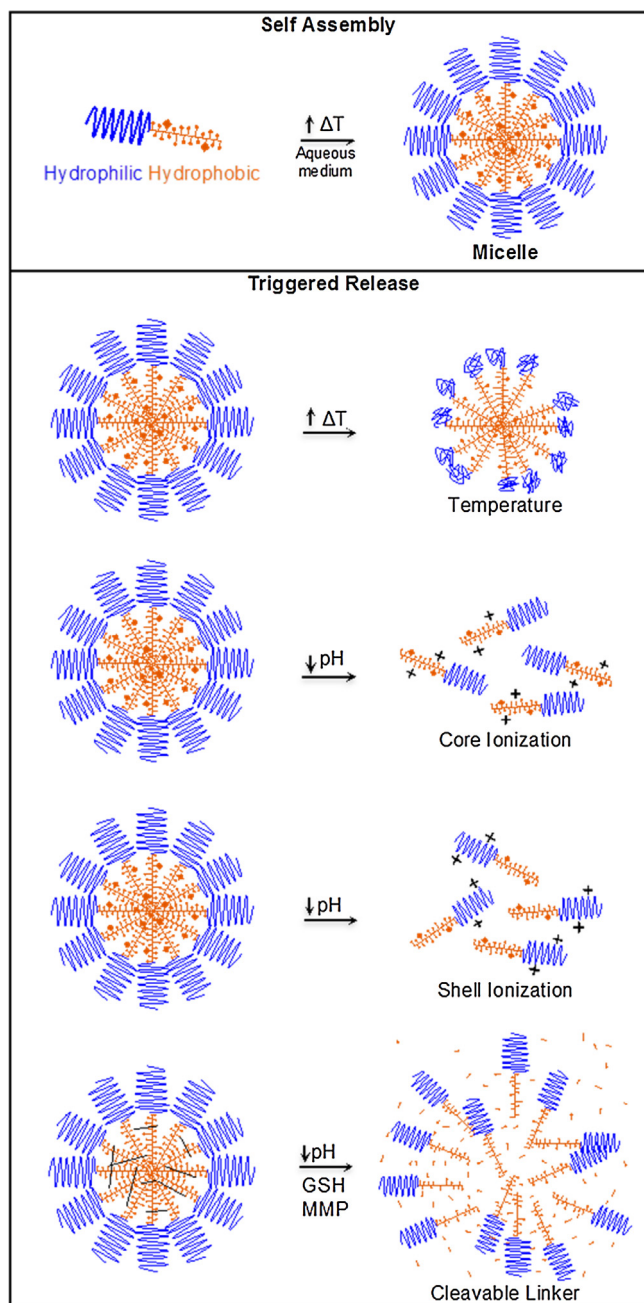 Self Assembly
↑ ΔT
Aqueous
medium
Hydrophilic Hydrophobic
Micelle
Triggered Release
↑ ΔT
Temperature
↓ pH
Core Ionization
↓ pH
Shell Ionization
↓pH
GSH
MMP
Cleavable Linker